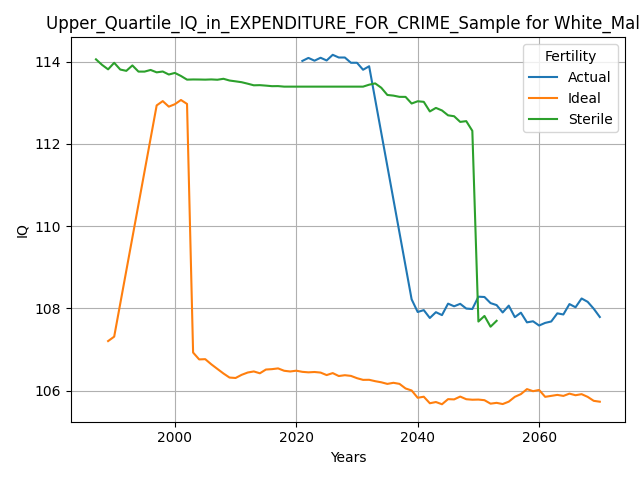 Upper_Quartile_IQ_in_EXPENDITURE_FOR_CRIME_Sample for White_Mal
Fertility
Actual
Ideal
Sterile
114
112
110
108
106
IQ
2000
2020
2040
2060
Years